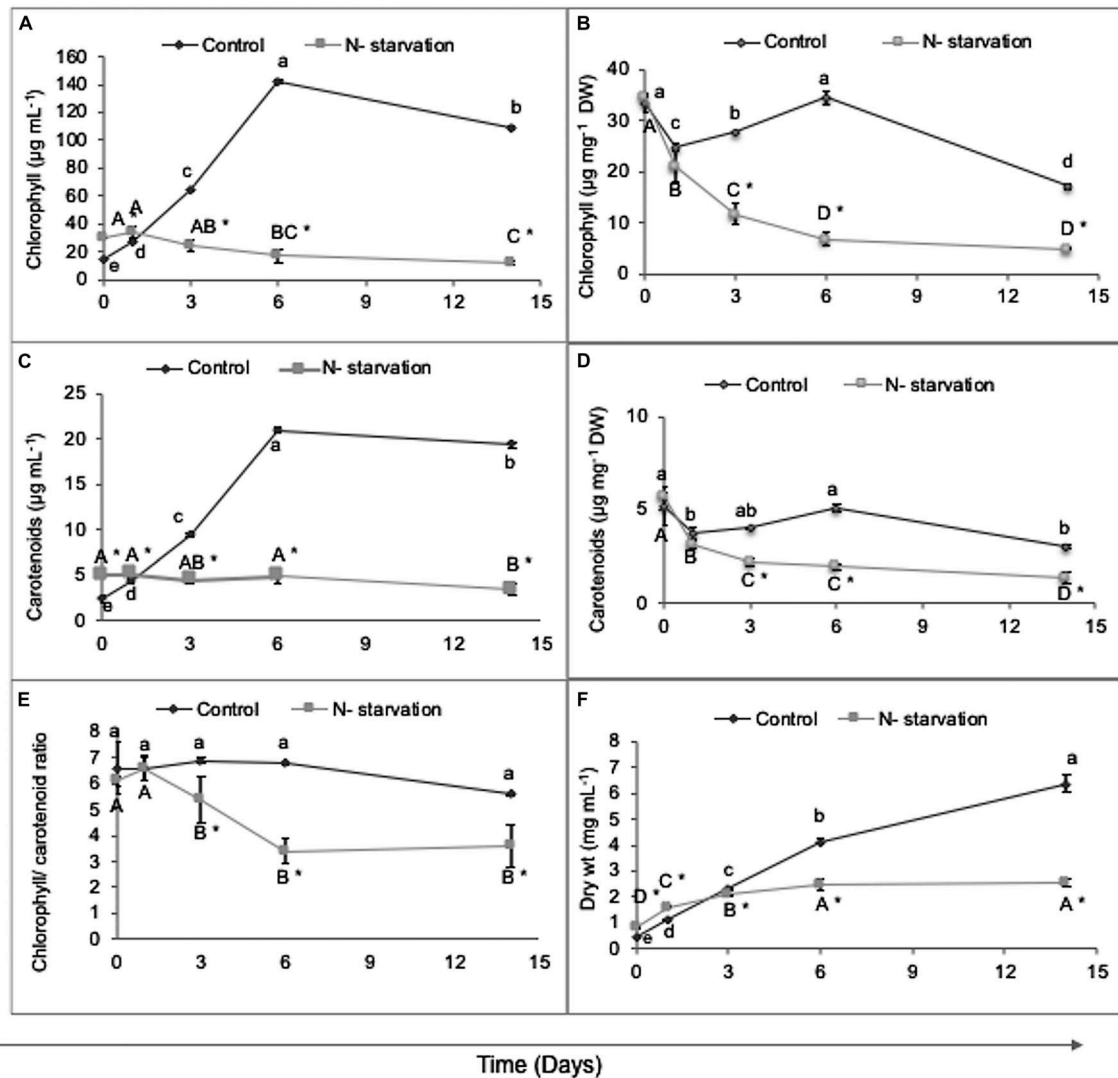 A
Control N- starvation
Chlorophyll (µg mL-1)
160
140
120
100
80
60
40
20
0
a
b
c
d
e
A*
A
AB *
BC *
C *
0 3 6 9 12 15
B
Control N- starvation
Chlorophyll (µg mg-1 DW)
40
30
20
10
0
a
c
b
a
d
A
B
C *
D *
D *
0 3 6 9 12 15
C
Control N- starvation
Carotenoids (µg mL-1)
25
20
15
10
5
0
a
b
c
d
e
A *
A *
AB *
A *
B *
0 3 6 9 12 15
D
Control N- starvation
Carotenoids (µg mg-1 DW)
10
5
0
a
b
ab
a
b
A
B
C *
C *
D *
0 3 6 9 12 15
E
Control N- starvation
Chlorophyll/ carotenoid ratio
8
7
6
5
4
3
2
1
0
a
a
a
a
a
A
A
B *
B *
B *
0 3 6 9 12 15
F
Control N- starvation
Dry wt (mg mL-1)
8
7
6
5
4
3
2
1
0
a
b
c
d
e
D *
C *
B *
A *
A *
0 3 6 9 12 15
Time (Days)